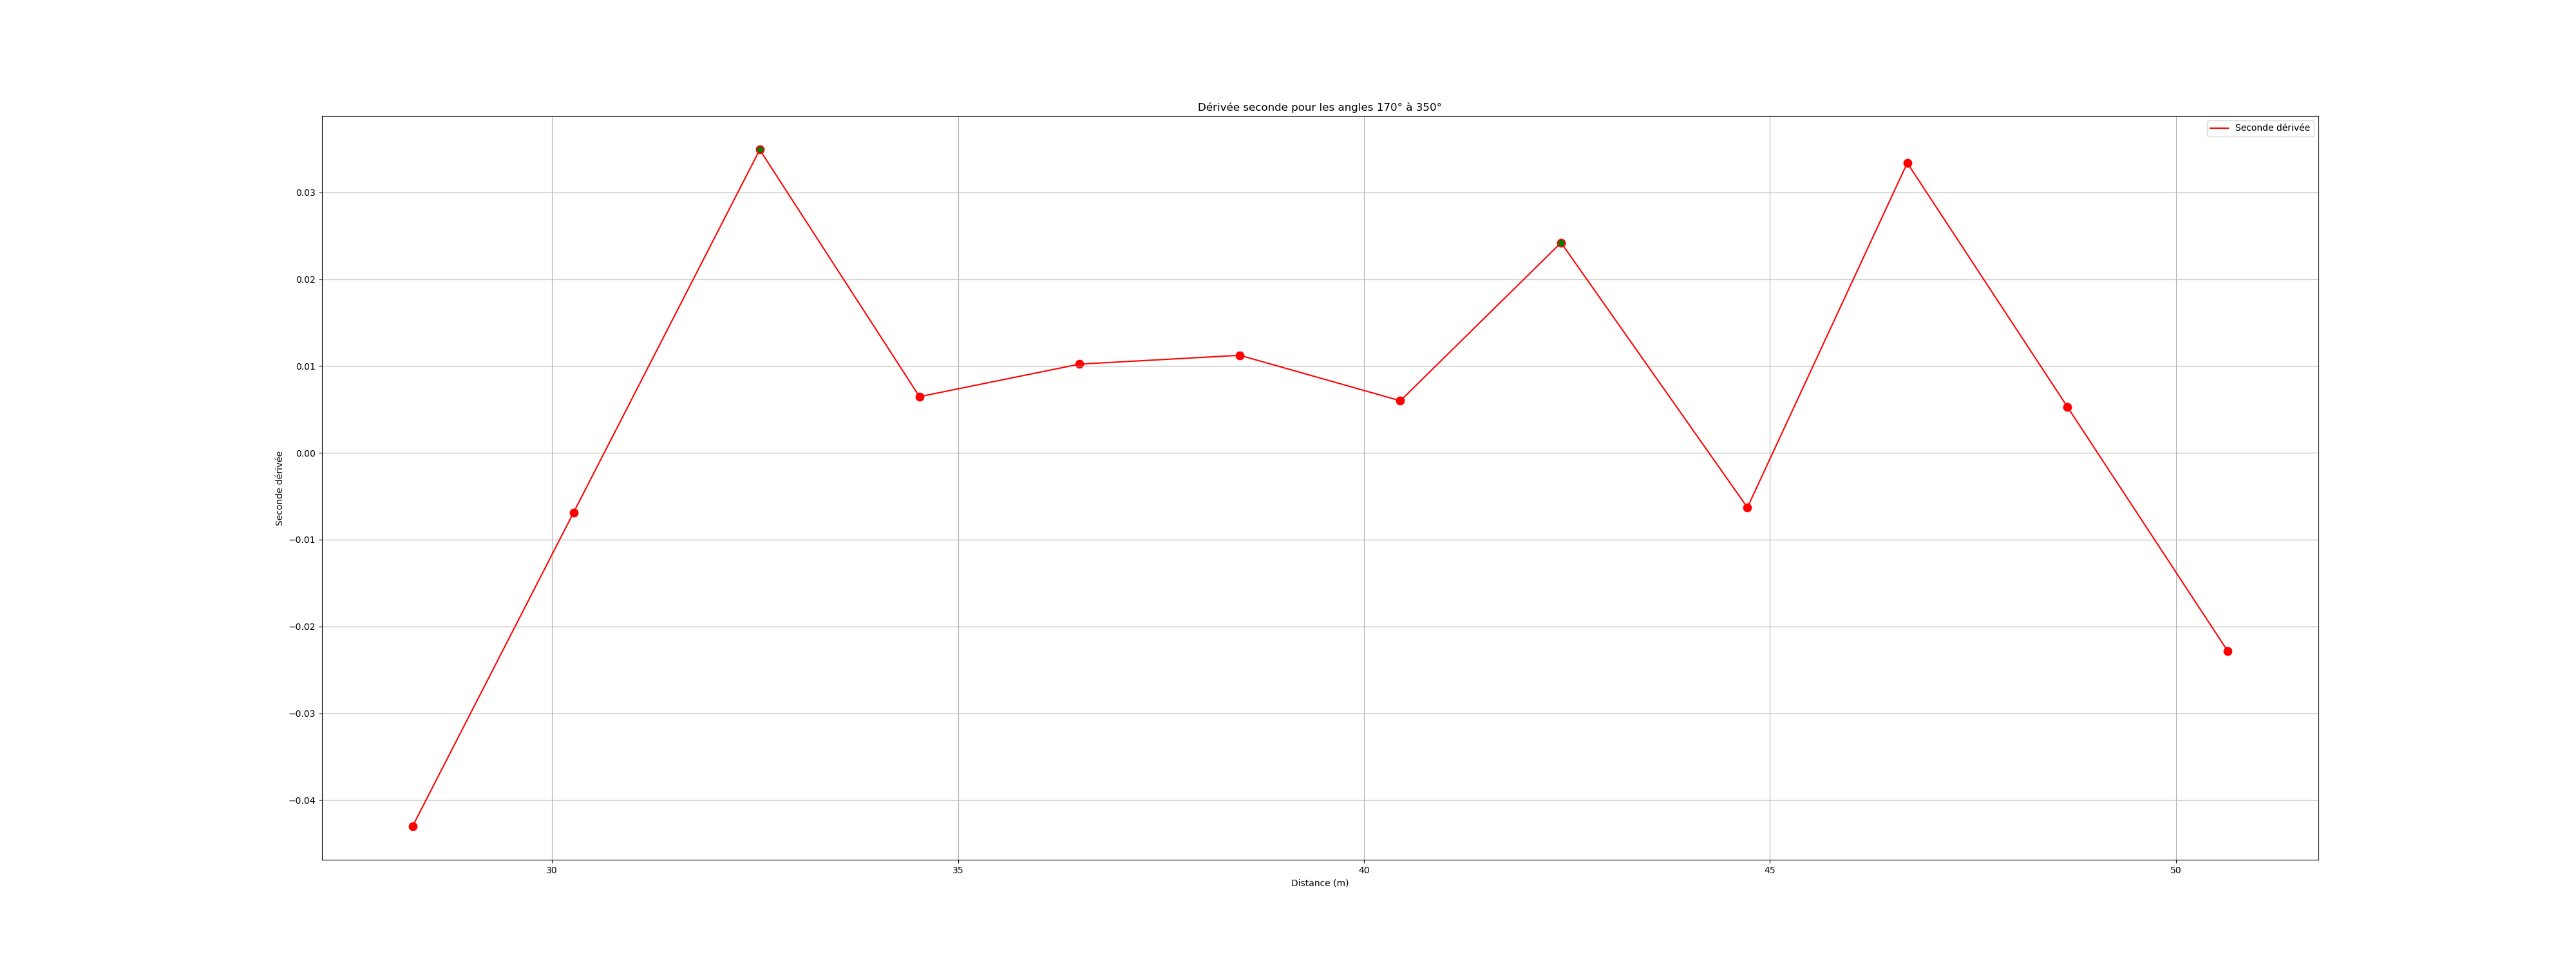 Dérivée seconde pour les angles 170° à 350°
Seconde dérivée
0.03
0.02
0.01
0.00
−0.01
−0.02
−0.03
−0.04
Seconde dérivée
30 35 40 45 50
Distance (m)